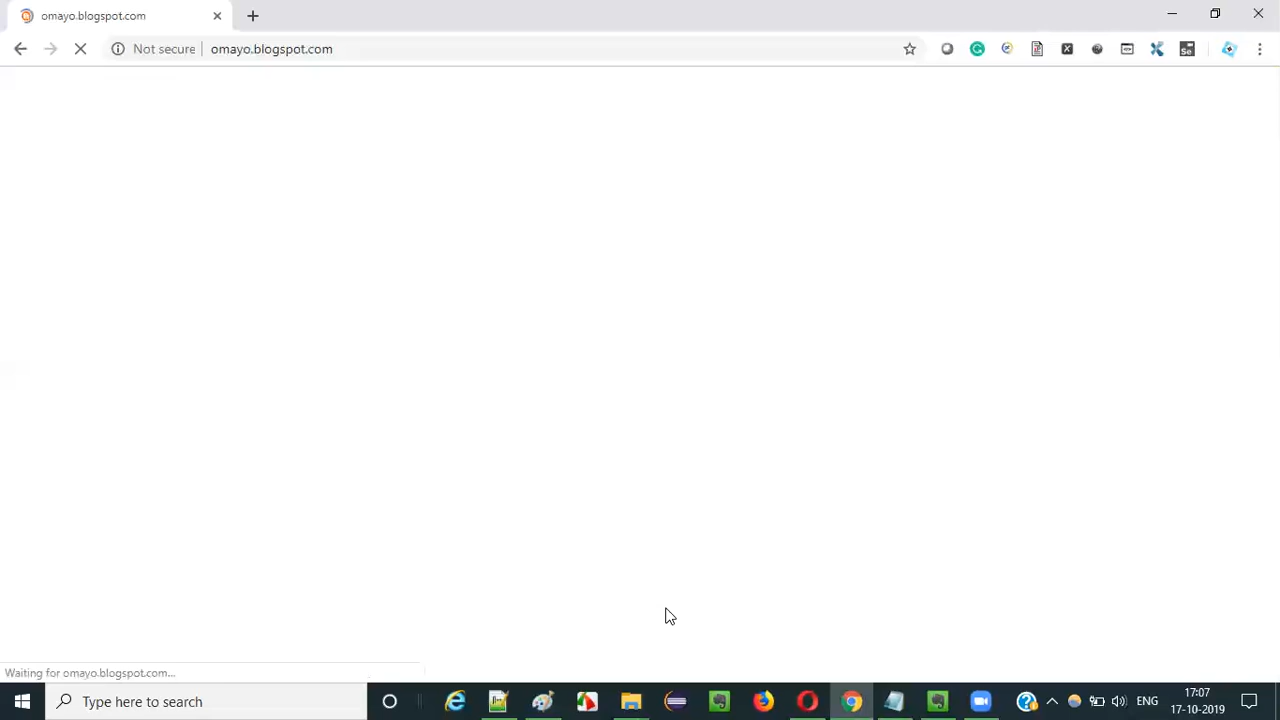 omayo.blogspot.com
Not secure
omayo.blogspot.com
Se
Waiting for omayo.blogspot.com...
Type here to search
ENG
17:07
17-10-2019